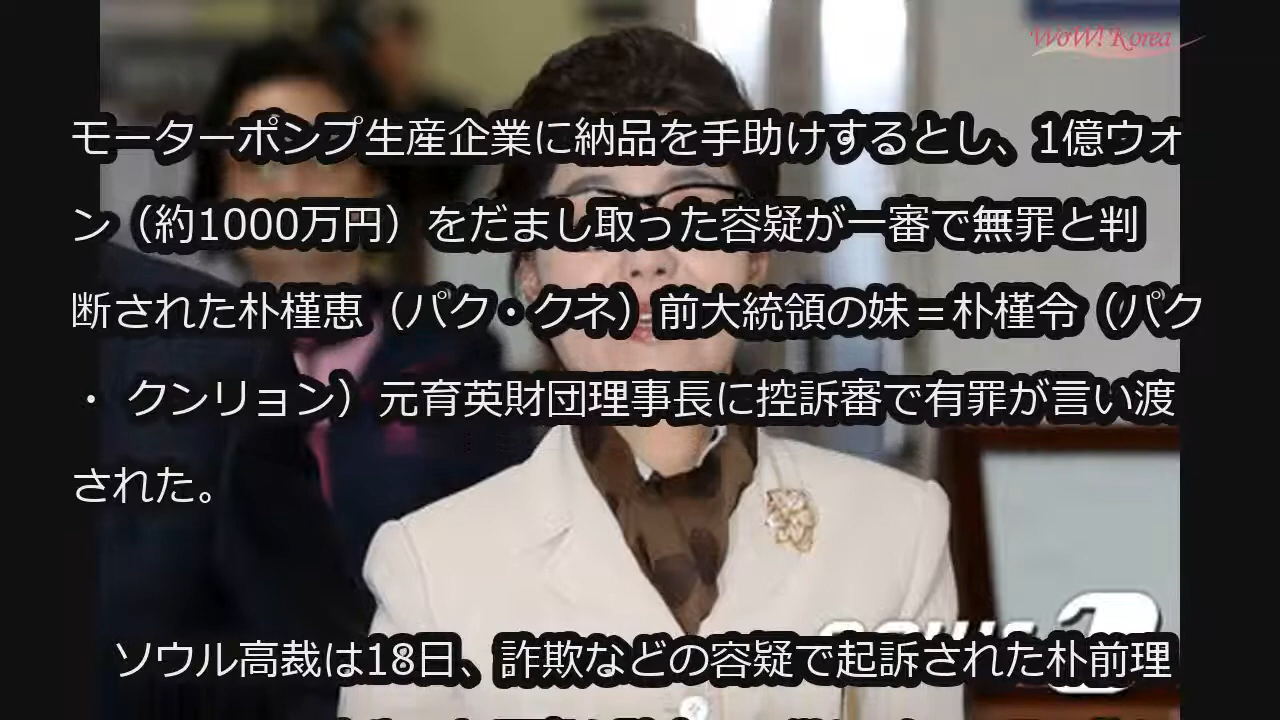 WoW! Korea
モーターポンプ生産企業に納品を手助けするとし、1億ウォ
ン（約1000万円）をだまし取った容疑が一審で無罪と判
断された朴槿恵（パク・クネ）前大統領の妹＝朴槿令（パク
・ クンリョン）元育英財団理事長に控訴審で有罪が言い渡
された。
ソウル高裁は18日、詐欺などの容疑で起訴された朴前理